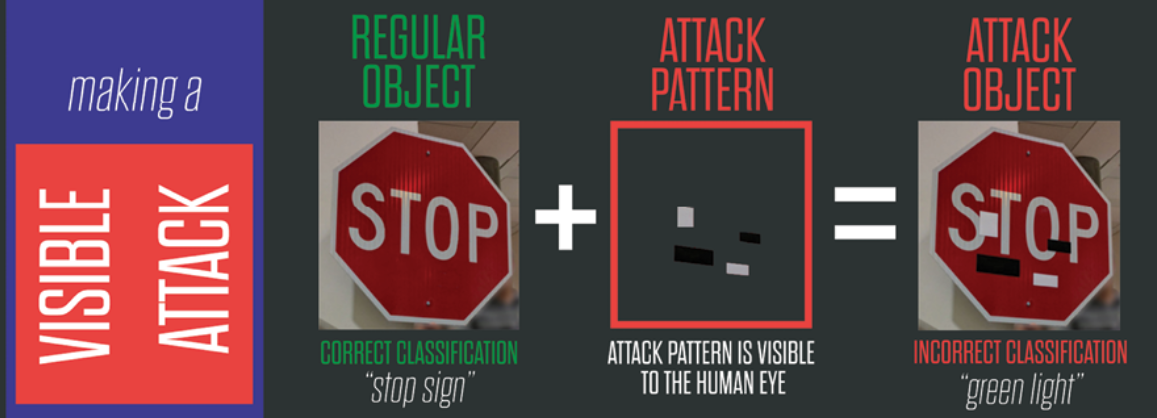 making a
VISIBLE
ATTACK
REGULAR
OBJECT
STOP
CORRECT CLASSIFICATION
“stop sign”
+
ATTACK
PATTERN
ATTACK PATTERN IS VISIBLE
TO THE HUMAN EYE
=
ATTACK
OBJECT
STOP
INCORRECT CLASSIFICATION
“green light”